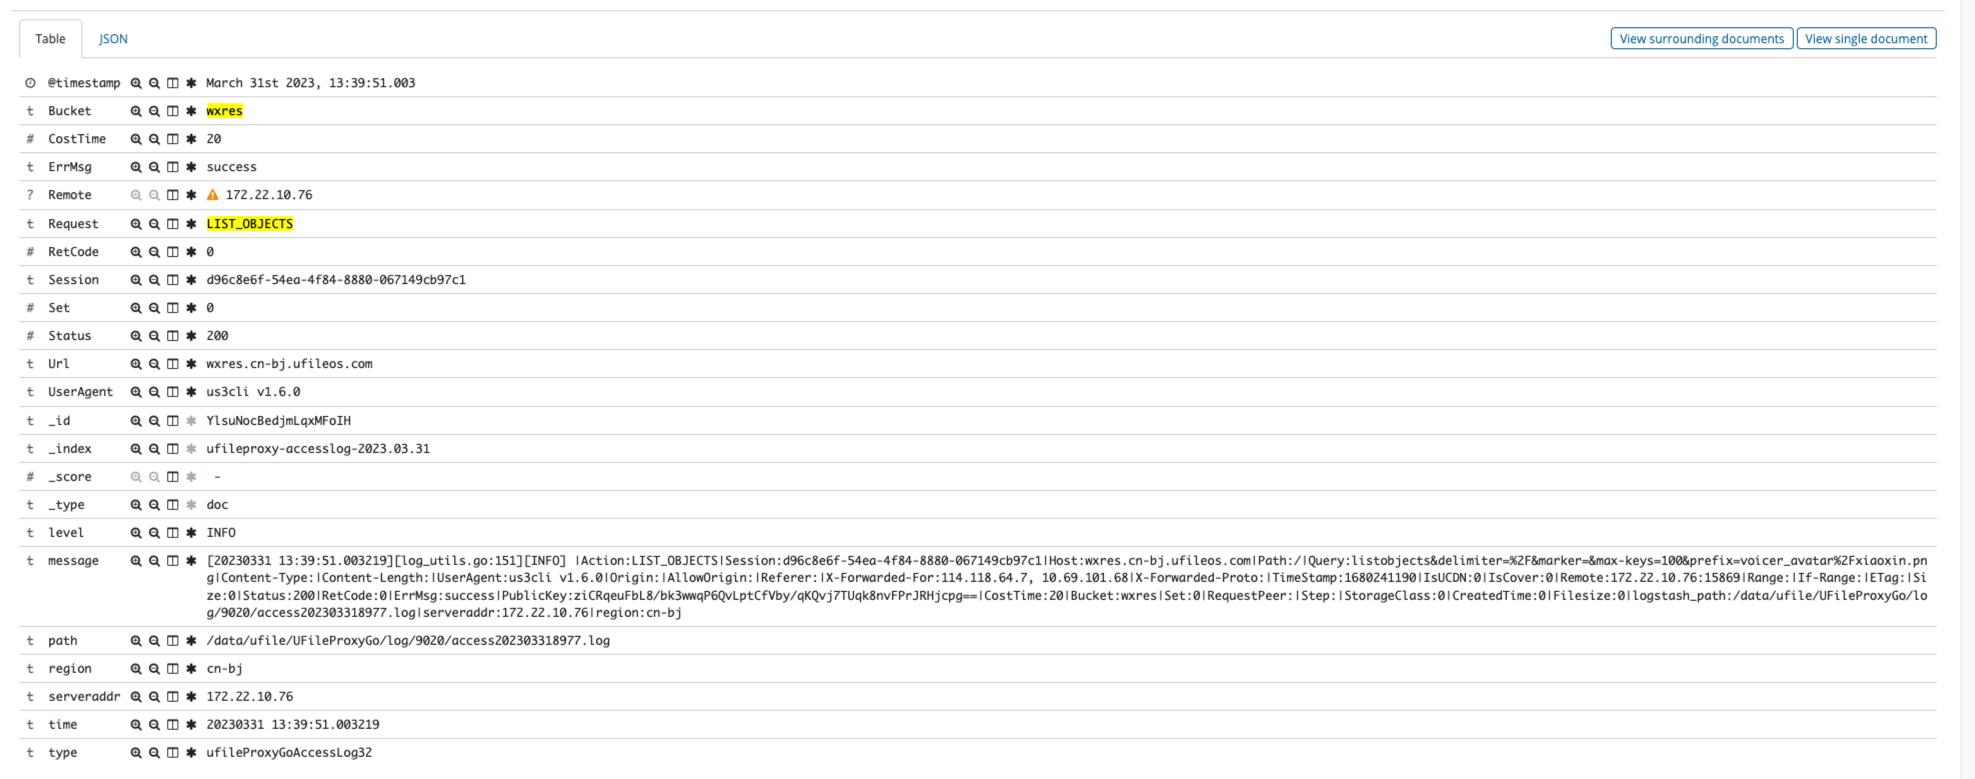 Table JSON View surrounding documents View single document
@timestamp March 31st 2023, 13:39:51.003
t Bucket wxres
# CostTime 20
t ErrMsg success
? Remote 172.22.10.76
t Request LIST_OBJECTS
# RetCode 0
t Session d96c8e6f-54ea-4f84-8880-067149cb97c1
# Set 0
# Status 200
t Url wxres.cn-bj.ufileos.com
t UserAgent us3cli v1.6.0
t _id YlsuNocBedjmLqxMFoIH
t _index ufileproxy-accesslog-2023.03.31
# _score -
t _type doc
t level INFO
t message [20230331 13:39:51.003219][log_utils.go:151][INFO] |Action:LIST_OBJECTS|Session:d96c8e6f-54ea-4f84-8880-067149cb97c1|Host:wxres.cn-bj.ufileos.com|Path:/|Query:listobjects&delimiter=%2F&marker=&max-keys=100&prefix=voicer_avatar%2Fxiaoxin.pn
g|Content-Type:|Content-Length:|UserAgent:us3cli v1.6.0|Origin:|AllowOrigin:|Referer:|X-Forwarded-For:114.118.64.7, 10.69.101.68|X-Forwarded-Proto:|TimeStamp:1680241190|IsUCDN:0|IsCover:0|Remote:172.22.10.76:15869|Range:|If-Range:|ETag:|Si
ze:0|Status:200|RetCode:0|ErrMsg:success|PublicKey:ziCRqeuFbL8/bk3wwqP6QvLptCfVby/qKQvj7TUqk8nvFPrJRHjcpg==|CostTime:20|Bucket:wxres|Set:0|RequestPeer:|Step:|StorageClass:0|CreatedTime:0|Filesize:0|logstash_path:/data/ufile/UFileProxyGo/lo
g/9020/access202303318977.log|serveraddr:172.22.10.76|region:cn-bj
t path /data/ufile/UFileProxyGo/log/9020/access202303318977.log
t region cn-bj
t serveraddr 172.22.10.76
t time 20230331 13:39:51.003219
t type ufileProxyGoAccessLog32